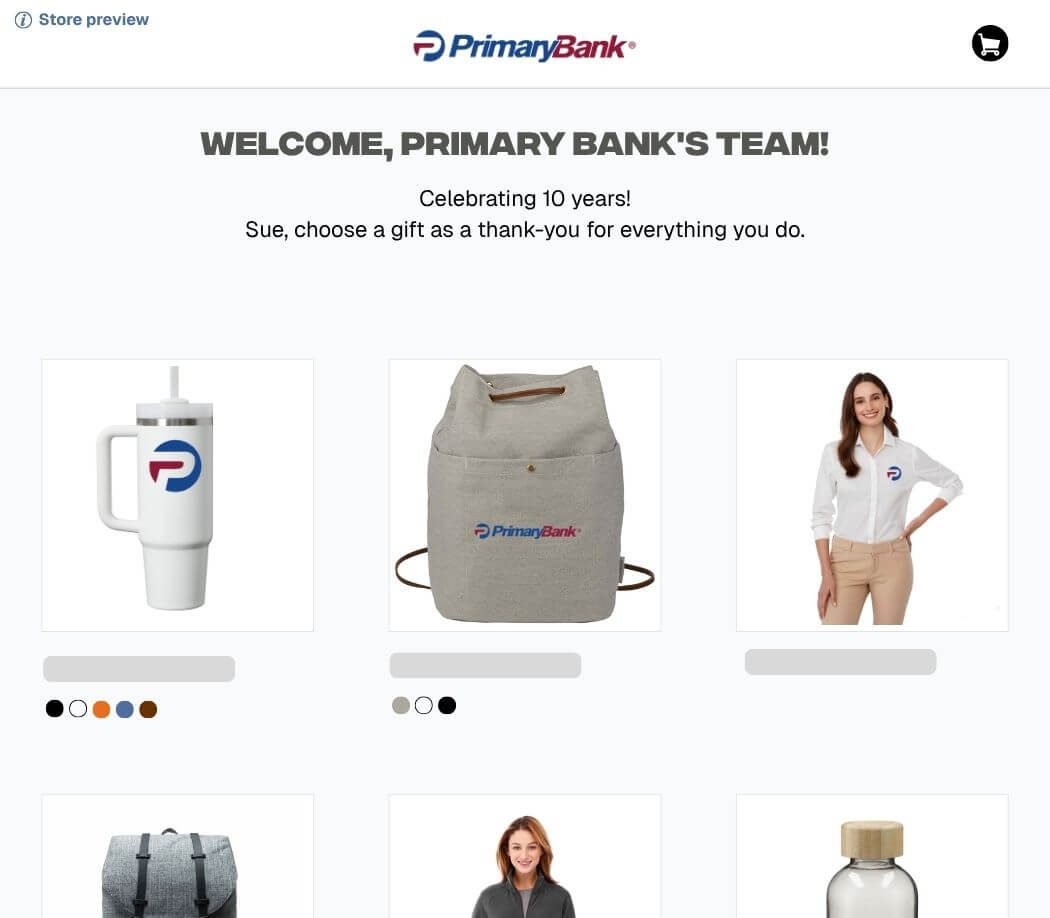 Store preview
PrimaryBank®
WELCOME, PRIMARY BANK'S TEAM!
Celebrating 10 years!
Sue, choose a gift as a thank-you for everything you do.
PrimaryBank®